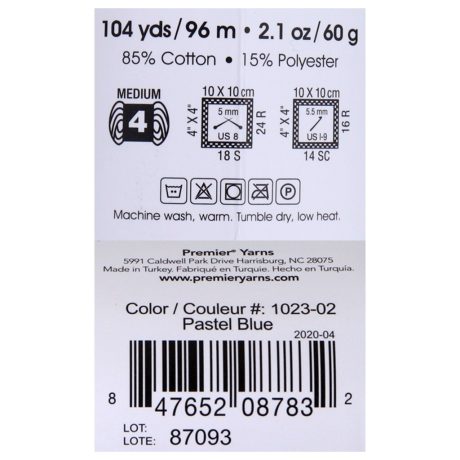 104 yds/96 m • 2.1 oz/60 g
85% Cotton • 15% Polyester
MEDIUM
4
10 X 10 cm
4" X 4"
5 mm
US 8
24 R
18 S
10 X 10 cm
4" X 4"
5.5 mm
US I-9
16 R
14 SC
P
Machine wash, warm. Tumble dry, low heat.
Premier® Yarns
5991 Caldwell Park Drive Harrisburg, NC 28075
Made in Turkey. Fabriqué en Turquie. Hecho en Turquía.
www.premieryarns.com
Color / Couleur #: 1023-02
Pastel Blue
2020-04
8 47652 08783 2
LOT:
LOTE: 87093